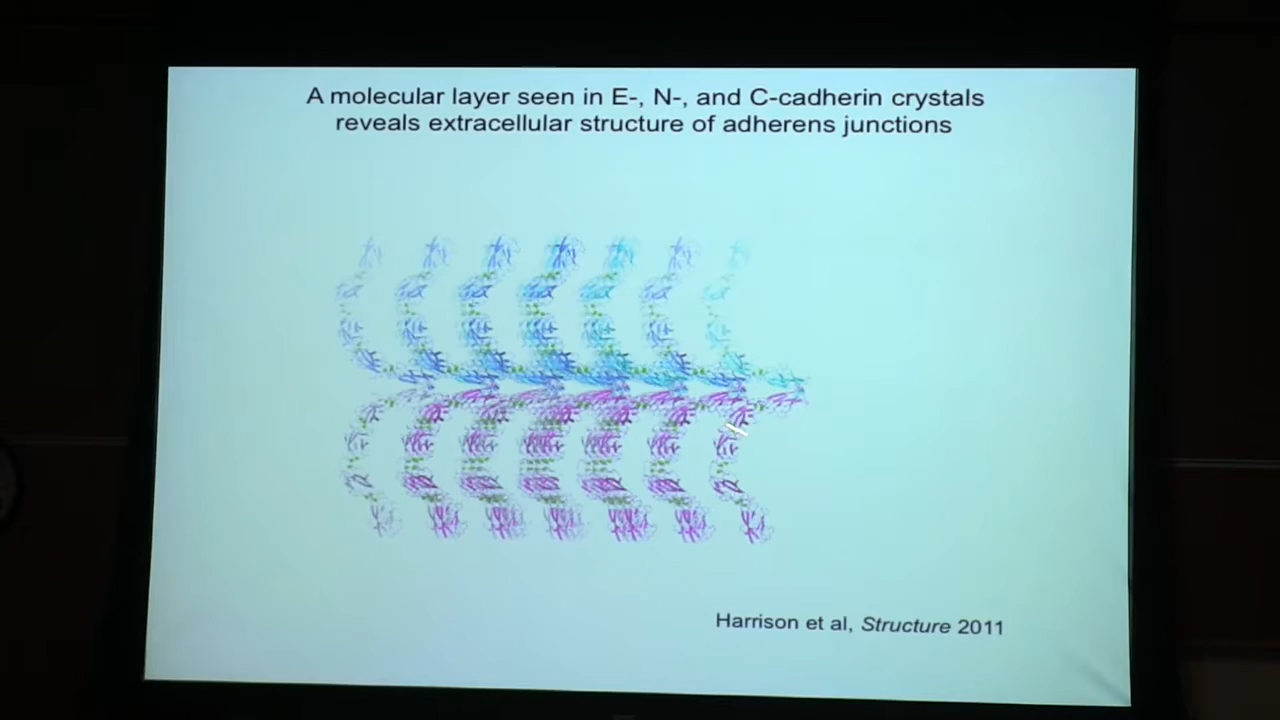 A molecular layer seen in E-, N-, and C-cadherin crystals
reveals extracellular structure of adherens junctions
Harrison et al, Structure 2011